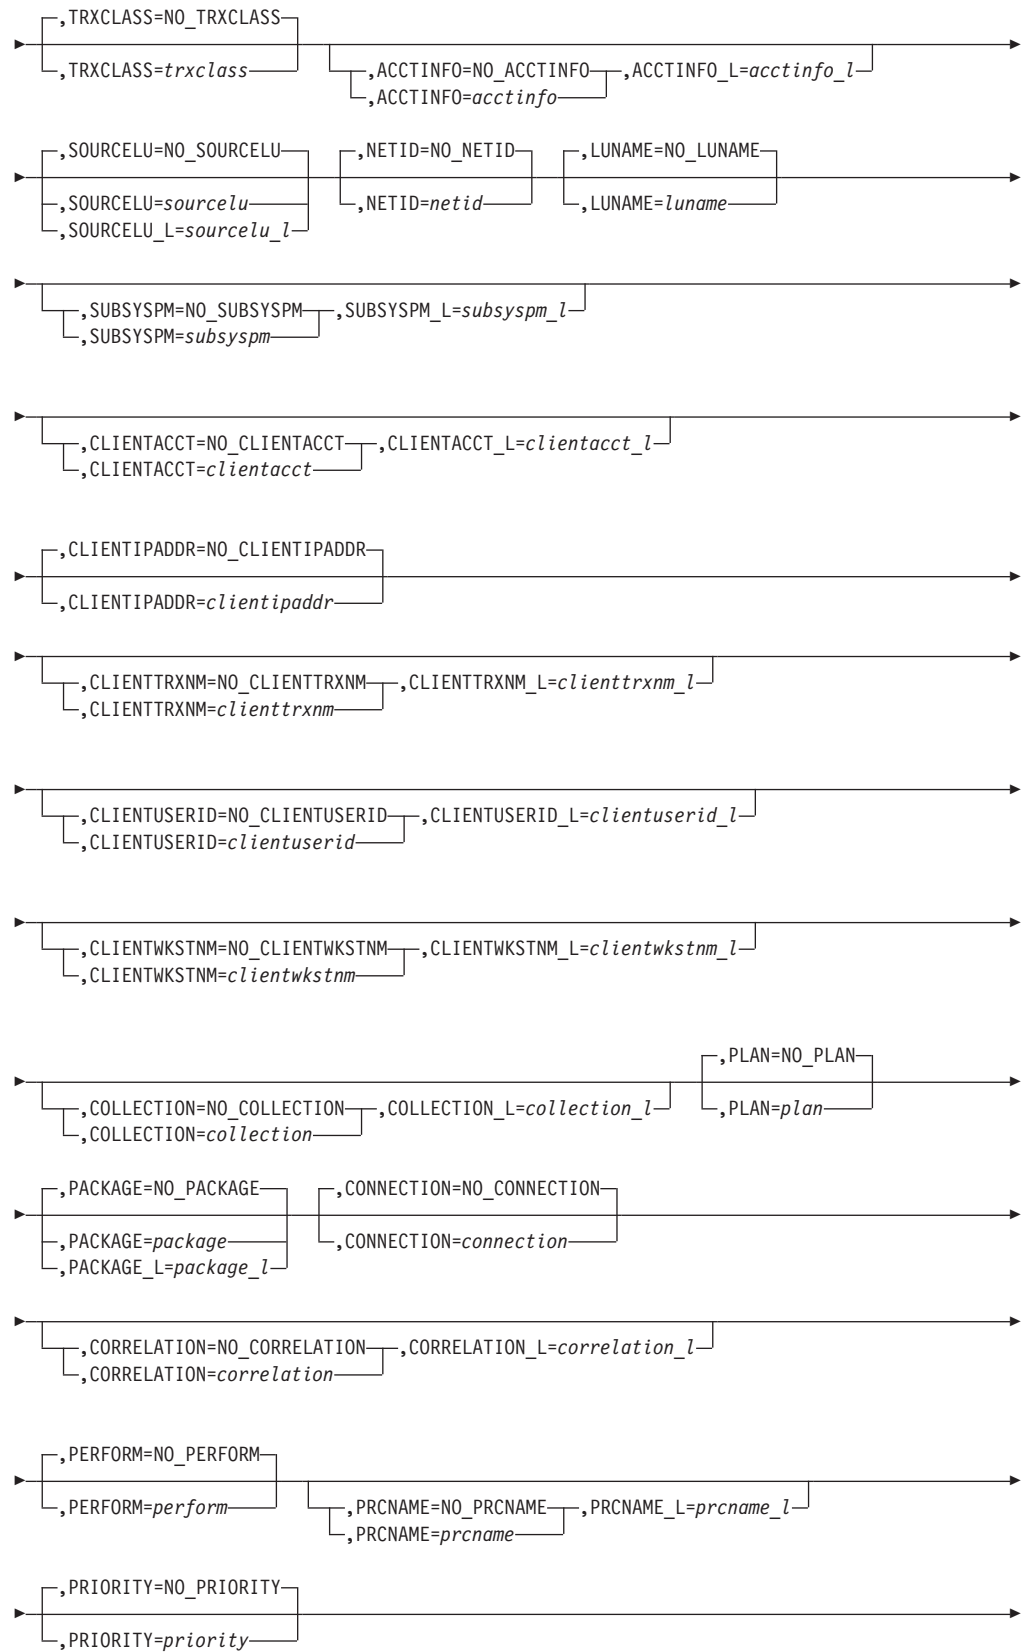 ,TRXCLASS=NO_TRXCLASS
,TRXCLASS=trxclass
,ACCTINFO=NO_ACCTINFO ,ACCTINFO_L=acctinfo_l
,ACCTINFO=acctinfo
,SOURCELU=NO_SOURCELU ,NETID=NO_NETID ,LUNAME=NO_LUNAME
,SOURCELU=sourcelu ,NETID=netid ,LUNAME=luname
,SOURCELU_L=sourcelu_l
,SUBSYSPM=NO_SUBSYSPM ,SUBSYSPM_L=subsyspm_l
,SUBSYSPM=subsyspm
,CLIENTACCT=NO_CLIENTACCT ,CLIENTACCT_L=clientacct_l
,CLIENTACCT=clientacct
,CLIENTIPADDR=NO_CLIENTIPADDR
,CLIENTIPADDR=clientipaddr
,CLIENTTRXNM=NO_CLIENTTRXNM ,CLIENTTRXNM_L=clienttrxnm_l
,CLIENTTRXNM=clienttrxnm
,CLIENTUSERID=NO_CLIENTUSERID ,CLIENTUSERID_L=clientuserid_l
,CLIENTUSERID=clientuserid
,CLIENTWKSTNM=NO_CLIENTWKSTNM ,CLIENTWKSTNM_L=clientwkstnm_l
,CLIENTWKSTNM=clientwkstnm
,PLAN=NO_PLAN
,COLLECTION=NO_COLLECTION ,COLLECTION_L=collection_l ,PLAN=plan
,COLLECTION=collection
,PACKAGE=NO_PACKAGE ,CONNECTION=NO_CONNECTION
,PACKAGE=package ,CONNECTION=connection
,PACKAGE_L=package_l
,CORRELATION=NO_CORRELATION ,CORRELATION_L=correlation_l
,CORRELATION=correlation
,PERFORM=NO_PERFORM
,PERFORM=perform ,PRCNAME=NO_PRCNAME ,PRCNAME_L=prcname_l
,PRCNAME=prcname
,PRIORITY=NO_PRIORITY
,PRIORITY=priority